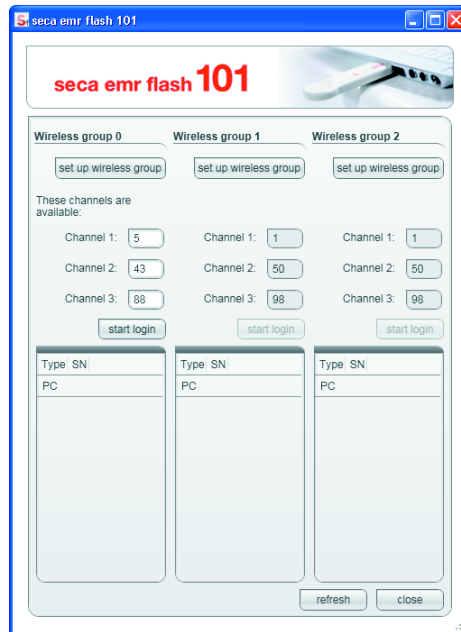 seca emr flash 101
seca emr flash 101
Wireless group 0 Wireless group 1 Wireless group 2
set up wireless group set up wireless group set up wireless group
These channels are
available:
Channel 1: 5 Channel 1: 1 Channel 1: 1
Channel 2: 43 Channel 2: 50 Channel 2: 50
Channel 3: 88 Channel 3: 98 Channel 3: 98
start login start login start login
Type SN Type SN Type SN
PC PC PC
refresh close